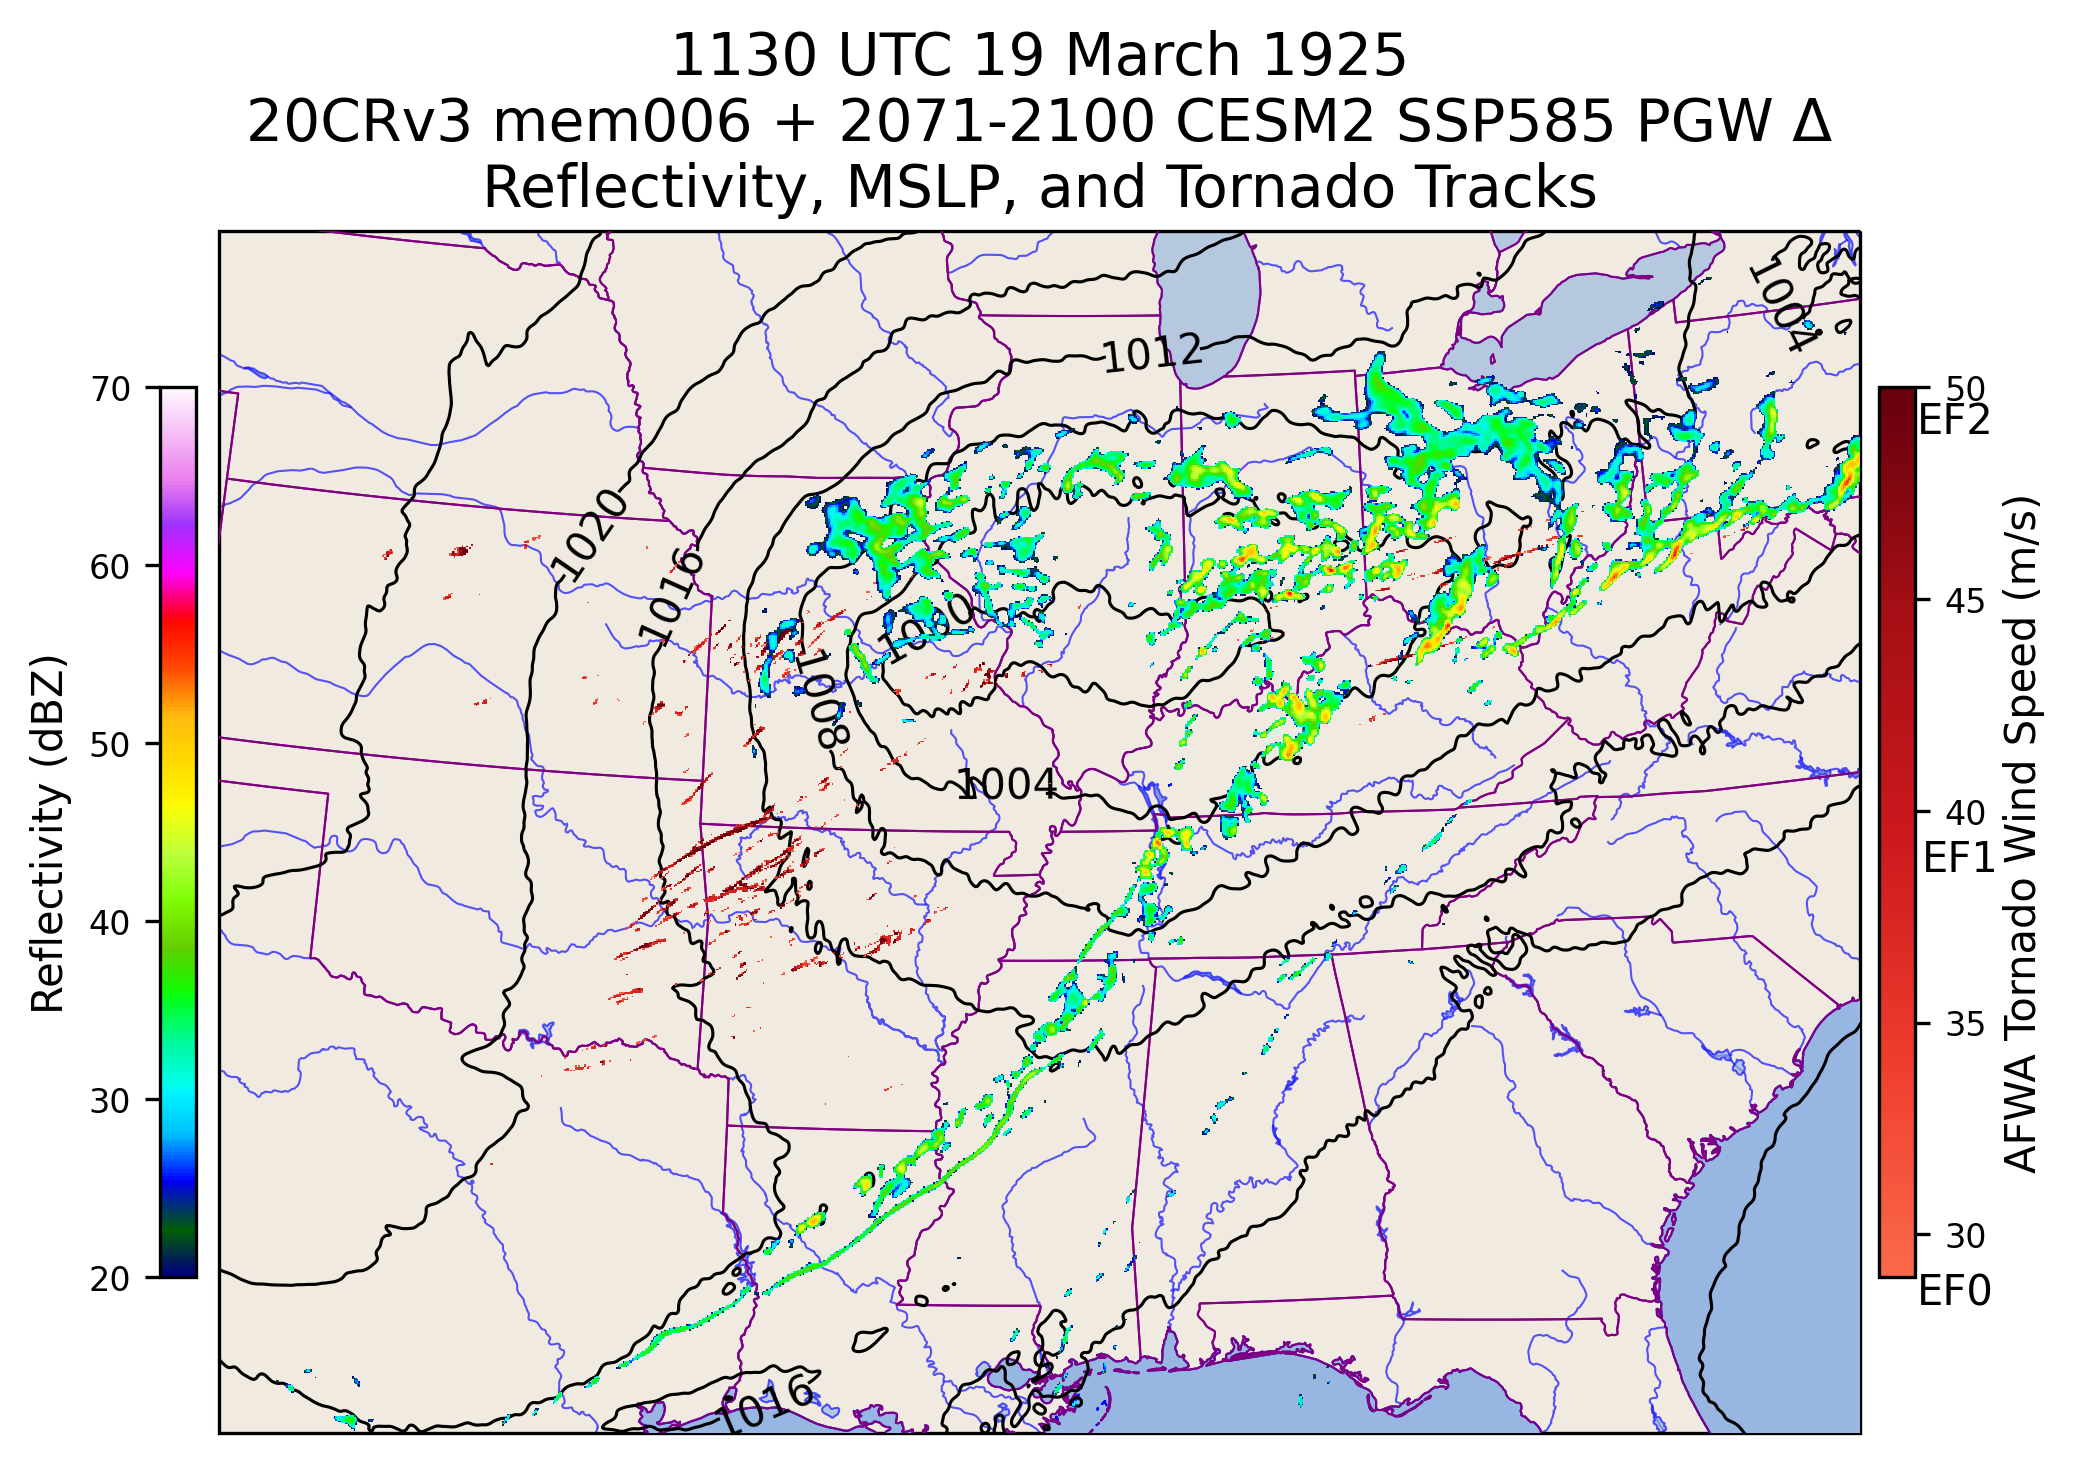 1130 UTC 19 March 1925
20CRv3 mem006 + 2071-2100 CESM2 SSP585 PGW Δ
Reflectivity, MSLP, and Tornado Tracks
Reflectivity (dBZ)
70
60
50
40
30
20
1004
1012
1020
1016
1000
1008
1004
1016
50
EF2
45
40
EF1
35
30
EF0
AFWA Tornado Wind Speed (m/s)